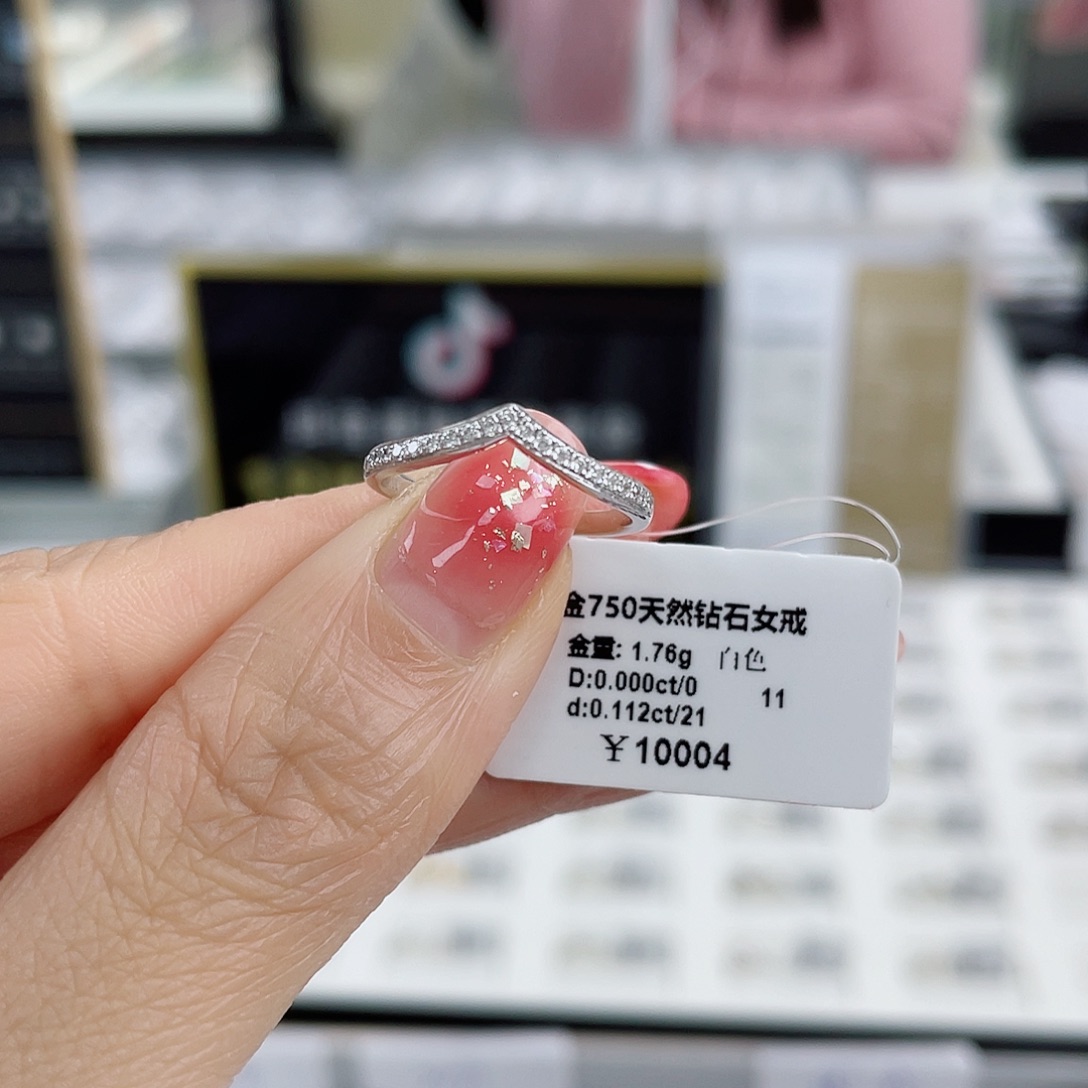 金750天然钻石女戒
金重: 1.76g 白色
D:0.000ct/0 11
d:0.112ct/21
￥10004